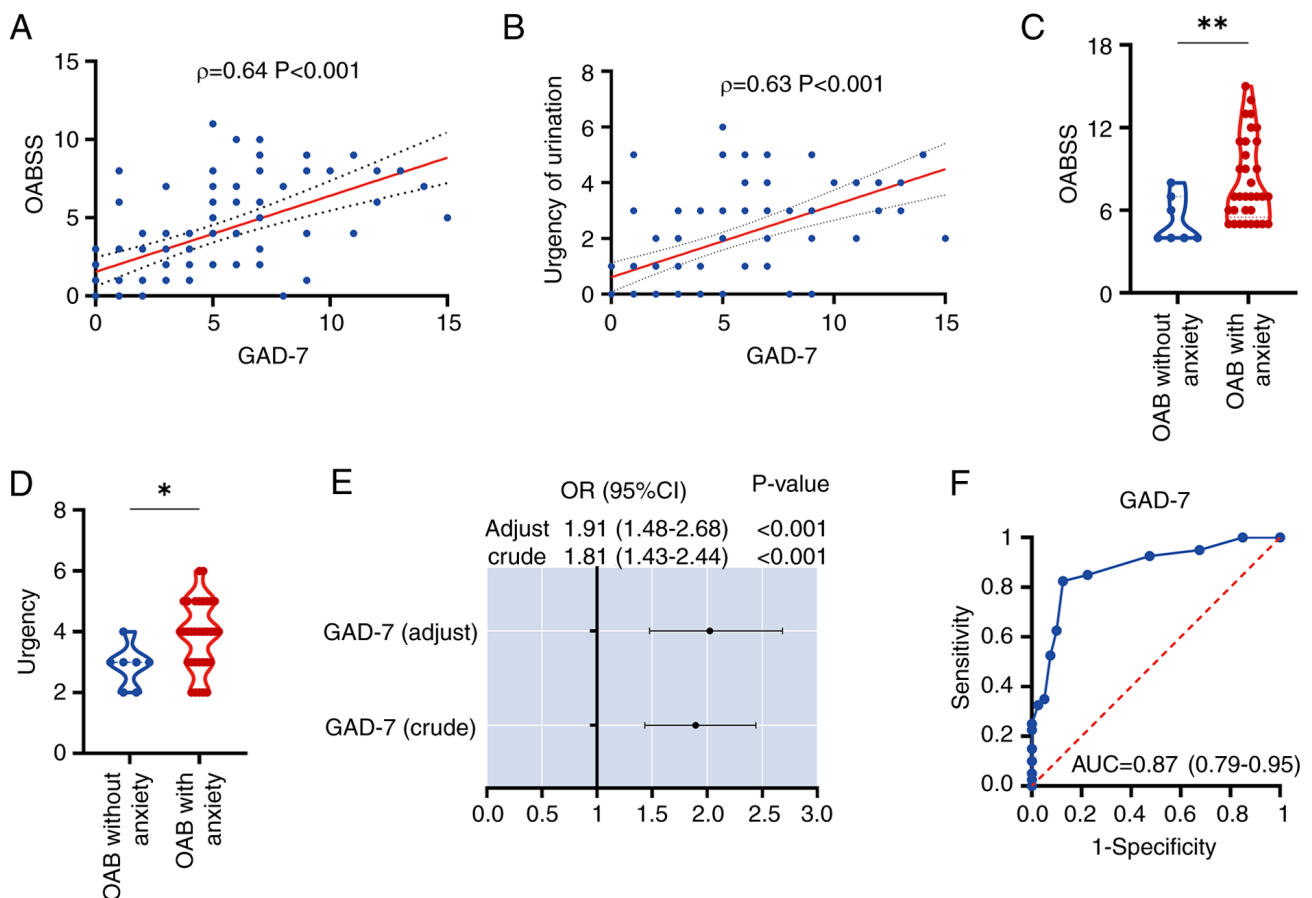 A
ρ=0.64 P<0.001
OABSS
15
10
5
0
0
5
10
15
GAD-7
B
ρ=0.63 P<0.001
Urgency of urination
8
6
4
2
0
0
5
10
15
GAD-7
C
**
OABSS
18
12
6
0
OAB without
anxiety
OAB with
anxiety
D
*
Urgency
8
6
4
2
0
OAB without
anxiety
OAB with
anxiety
E
OR (95%CI) P-value
Adjust 1.91 (1.48-2.68) <0.001
crude 1.81 (1.43-2.44) <0.001
GAD-7 (adjust)
GAD-7 (crude)
0.0 0.5 1 1.5 2.0 2.5 3.0
F
GAD-7
Sensitivity
1
0.8
0.6
0.4
0.2
0.0
AUC=0.87 (0.79-0.95)
0.0 0.2 0.4 0.6 0.8 1
1-Specificity